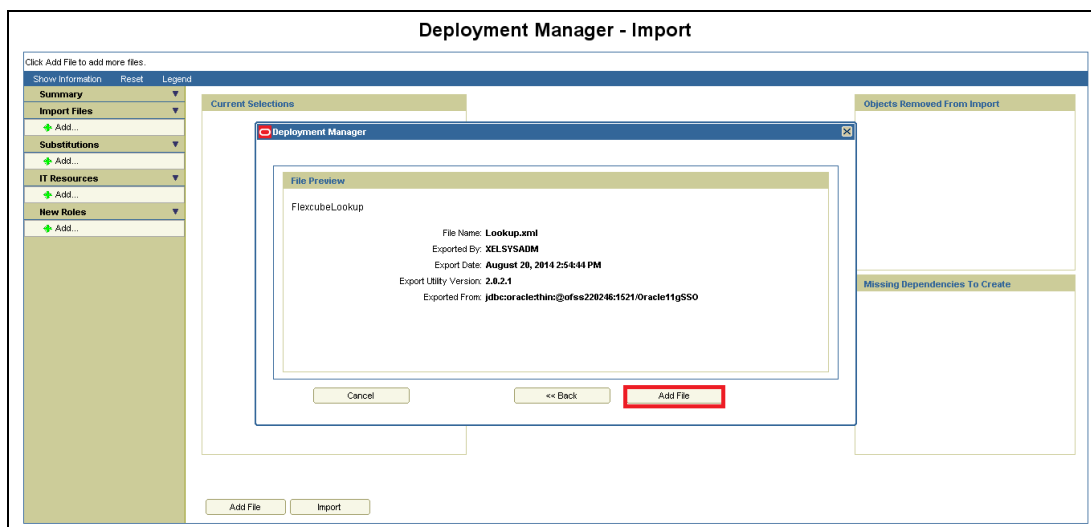 Deployment Manager - Import
Click Add File to add more files.
Show Information Reset Legend
Summary
Import Files
Add...
Substitutions
Add...
IT Resources
Add...
New Roles
Add...
Current Selections
Objects Removed From Import
Missing Dependencies To Create
Deployment Manager
File Preview
FlexcubeLookup
File Name: Lookup.xml
Exported By: XELSYSADM
Export Date: August 20, 2014 2:54:44 PM
Export Utility Version: 2.0.2.1
Exported From: jdbc:oracle:thin:@ofss220246:1521/Oracle11gSSO
Cancel << Back Add File
Add File Import